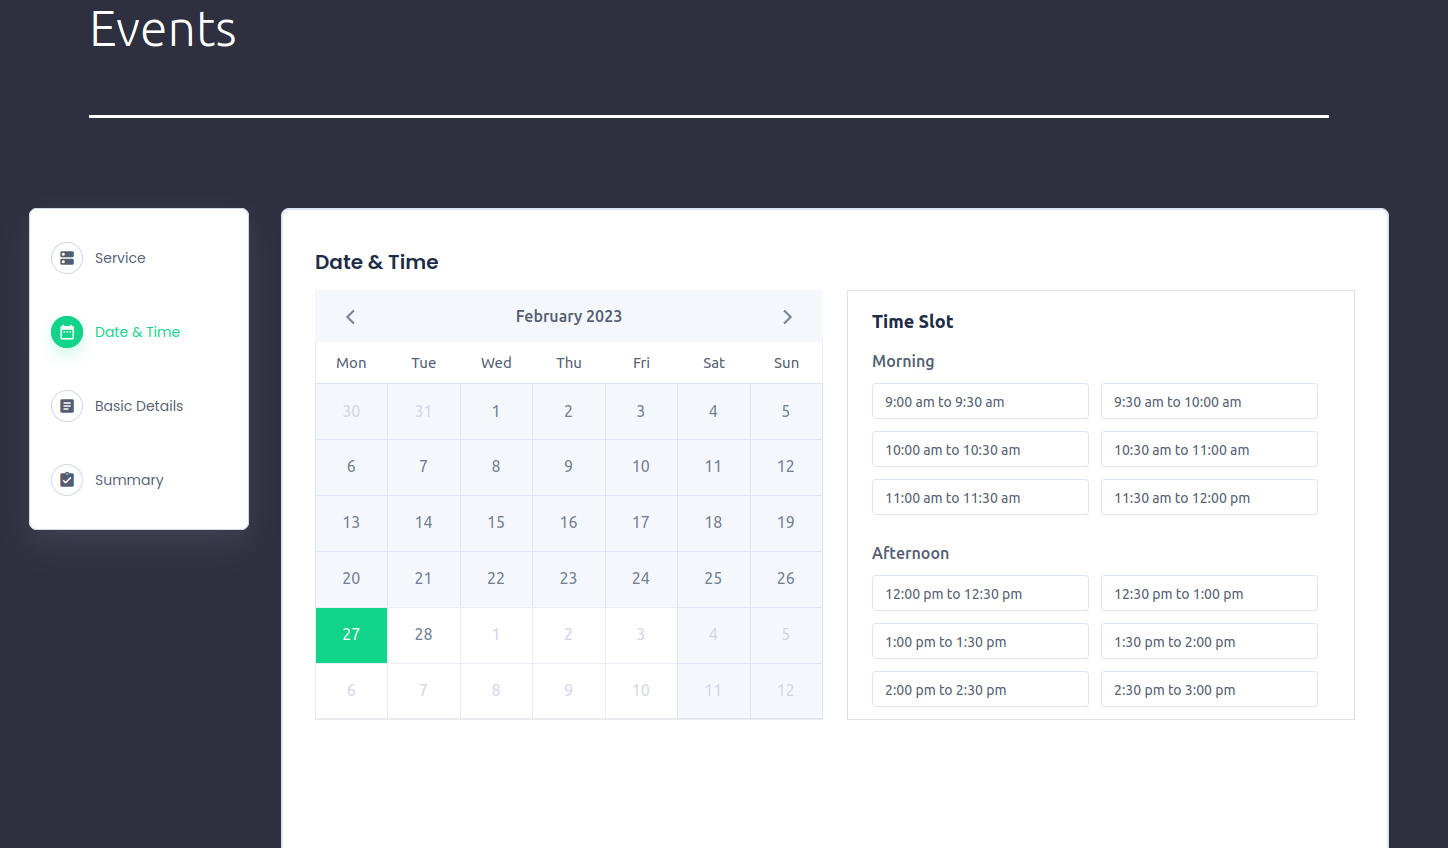 Events
Service
Date & Time
Basic Details
Summary
Date & Time
February 2023
Mon Tue Wed Thu Fri Sat Sun
30 31 1 2 3 4 5
6 7 8 9 10 11 12
13 14 15 16 17 18 19
20 21 22 23 24 25 26
27 28 1 2 3 4 5
6 7 8 9 10 11 12
Time Slot
Morning
9:00 am to 9:30 am 9:30 am to 10:00 am
10:00 am to 10:30 am 10:30 am to 11:00 am
11:00 am to 11:30 am 11:30 am to 12:00 pm
Afternoon
12:00 pm to 12:30 pm 12:30 pm to 1:00 pm
1:00 pm to 1:30 pm 1:30 pm to 2:00 pm
2:00 pm to 2:30 pm 2:30 pm to 3:00 pm